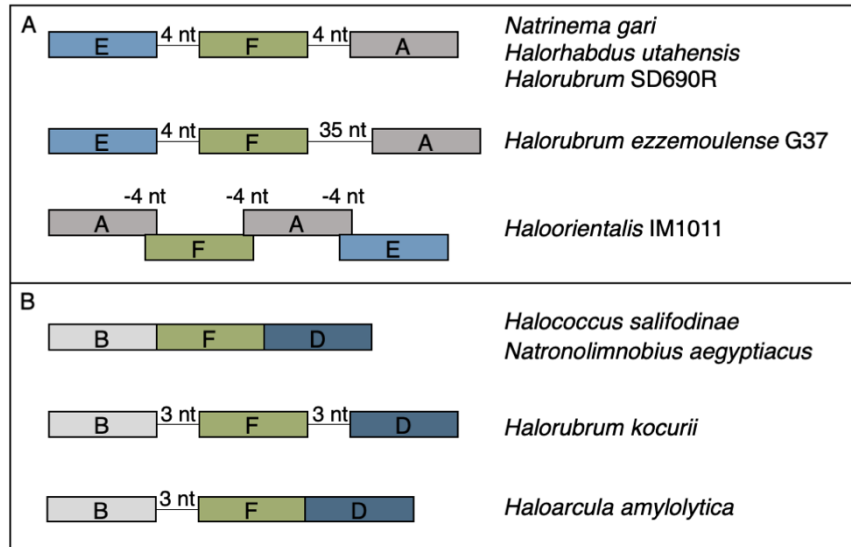 A
4 nt 4 nt
E F A
Natrinema gari
Halorhabdus utahensis
Halorubrum SD690R
4 nt 35 nt
E F A
Halorubrum ezzemoulense G37
-4 nt -4 nt -4 nt
A A
F E
Haloorientalis IM1011
B
B F D
Halococcus salifodinae
Natronolimnobius aegyptiacus
3 nt 3 nt
B F D
Halorubrum kocurii
3 nt
B F D
Haloarcula amylolytica